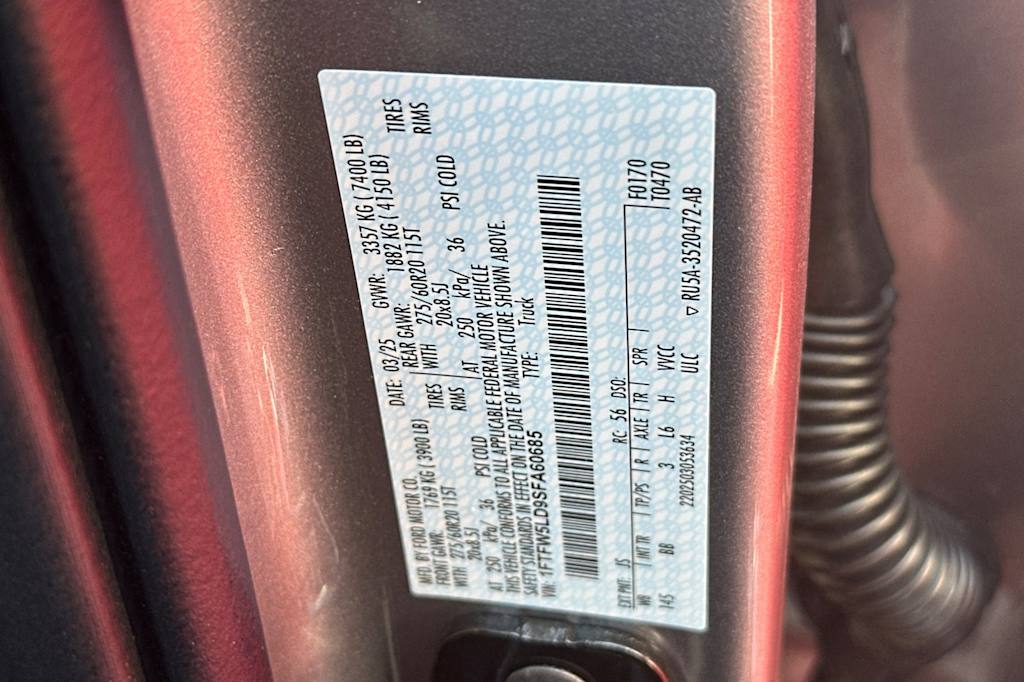 MFD. BY FORD MOTOR CO. DATE: 03/25 GVWR: 3357 KG ( 7400 LB)
FRONT GAWR: 1769 KG ( 3900 LB) REAR GAWR: 1882 KG ( 4150 LB)
WITH 275/60R20 115T TIRES WITH 275/60R20 115T TIRES
20x8.5J RIMS 20x8.5J RIMS
AT 250 kPa/ 36 PSI COLD AT 250 kPa/ 36 PSI COLD
THIS VEHICLE CONFORMS TO ALL APPLICABLE FEDERAL MOTOR VEHICLE
SAFETY STANDARDS IN EFFECT ON THE DATE OF MANUFACTURE SHOWN ABOVE.
VIN: 1FTFW5LD9SFA60685 TYPE: Truck
EXT PNT: JS RC: 56 DSO: F0170
WB INT TR TP/PS R AXLE TR SPR T0470
145 BB 3 L6 H VYCC
2202503053634 ULC
▽ RU5A-3520472-AB